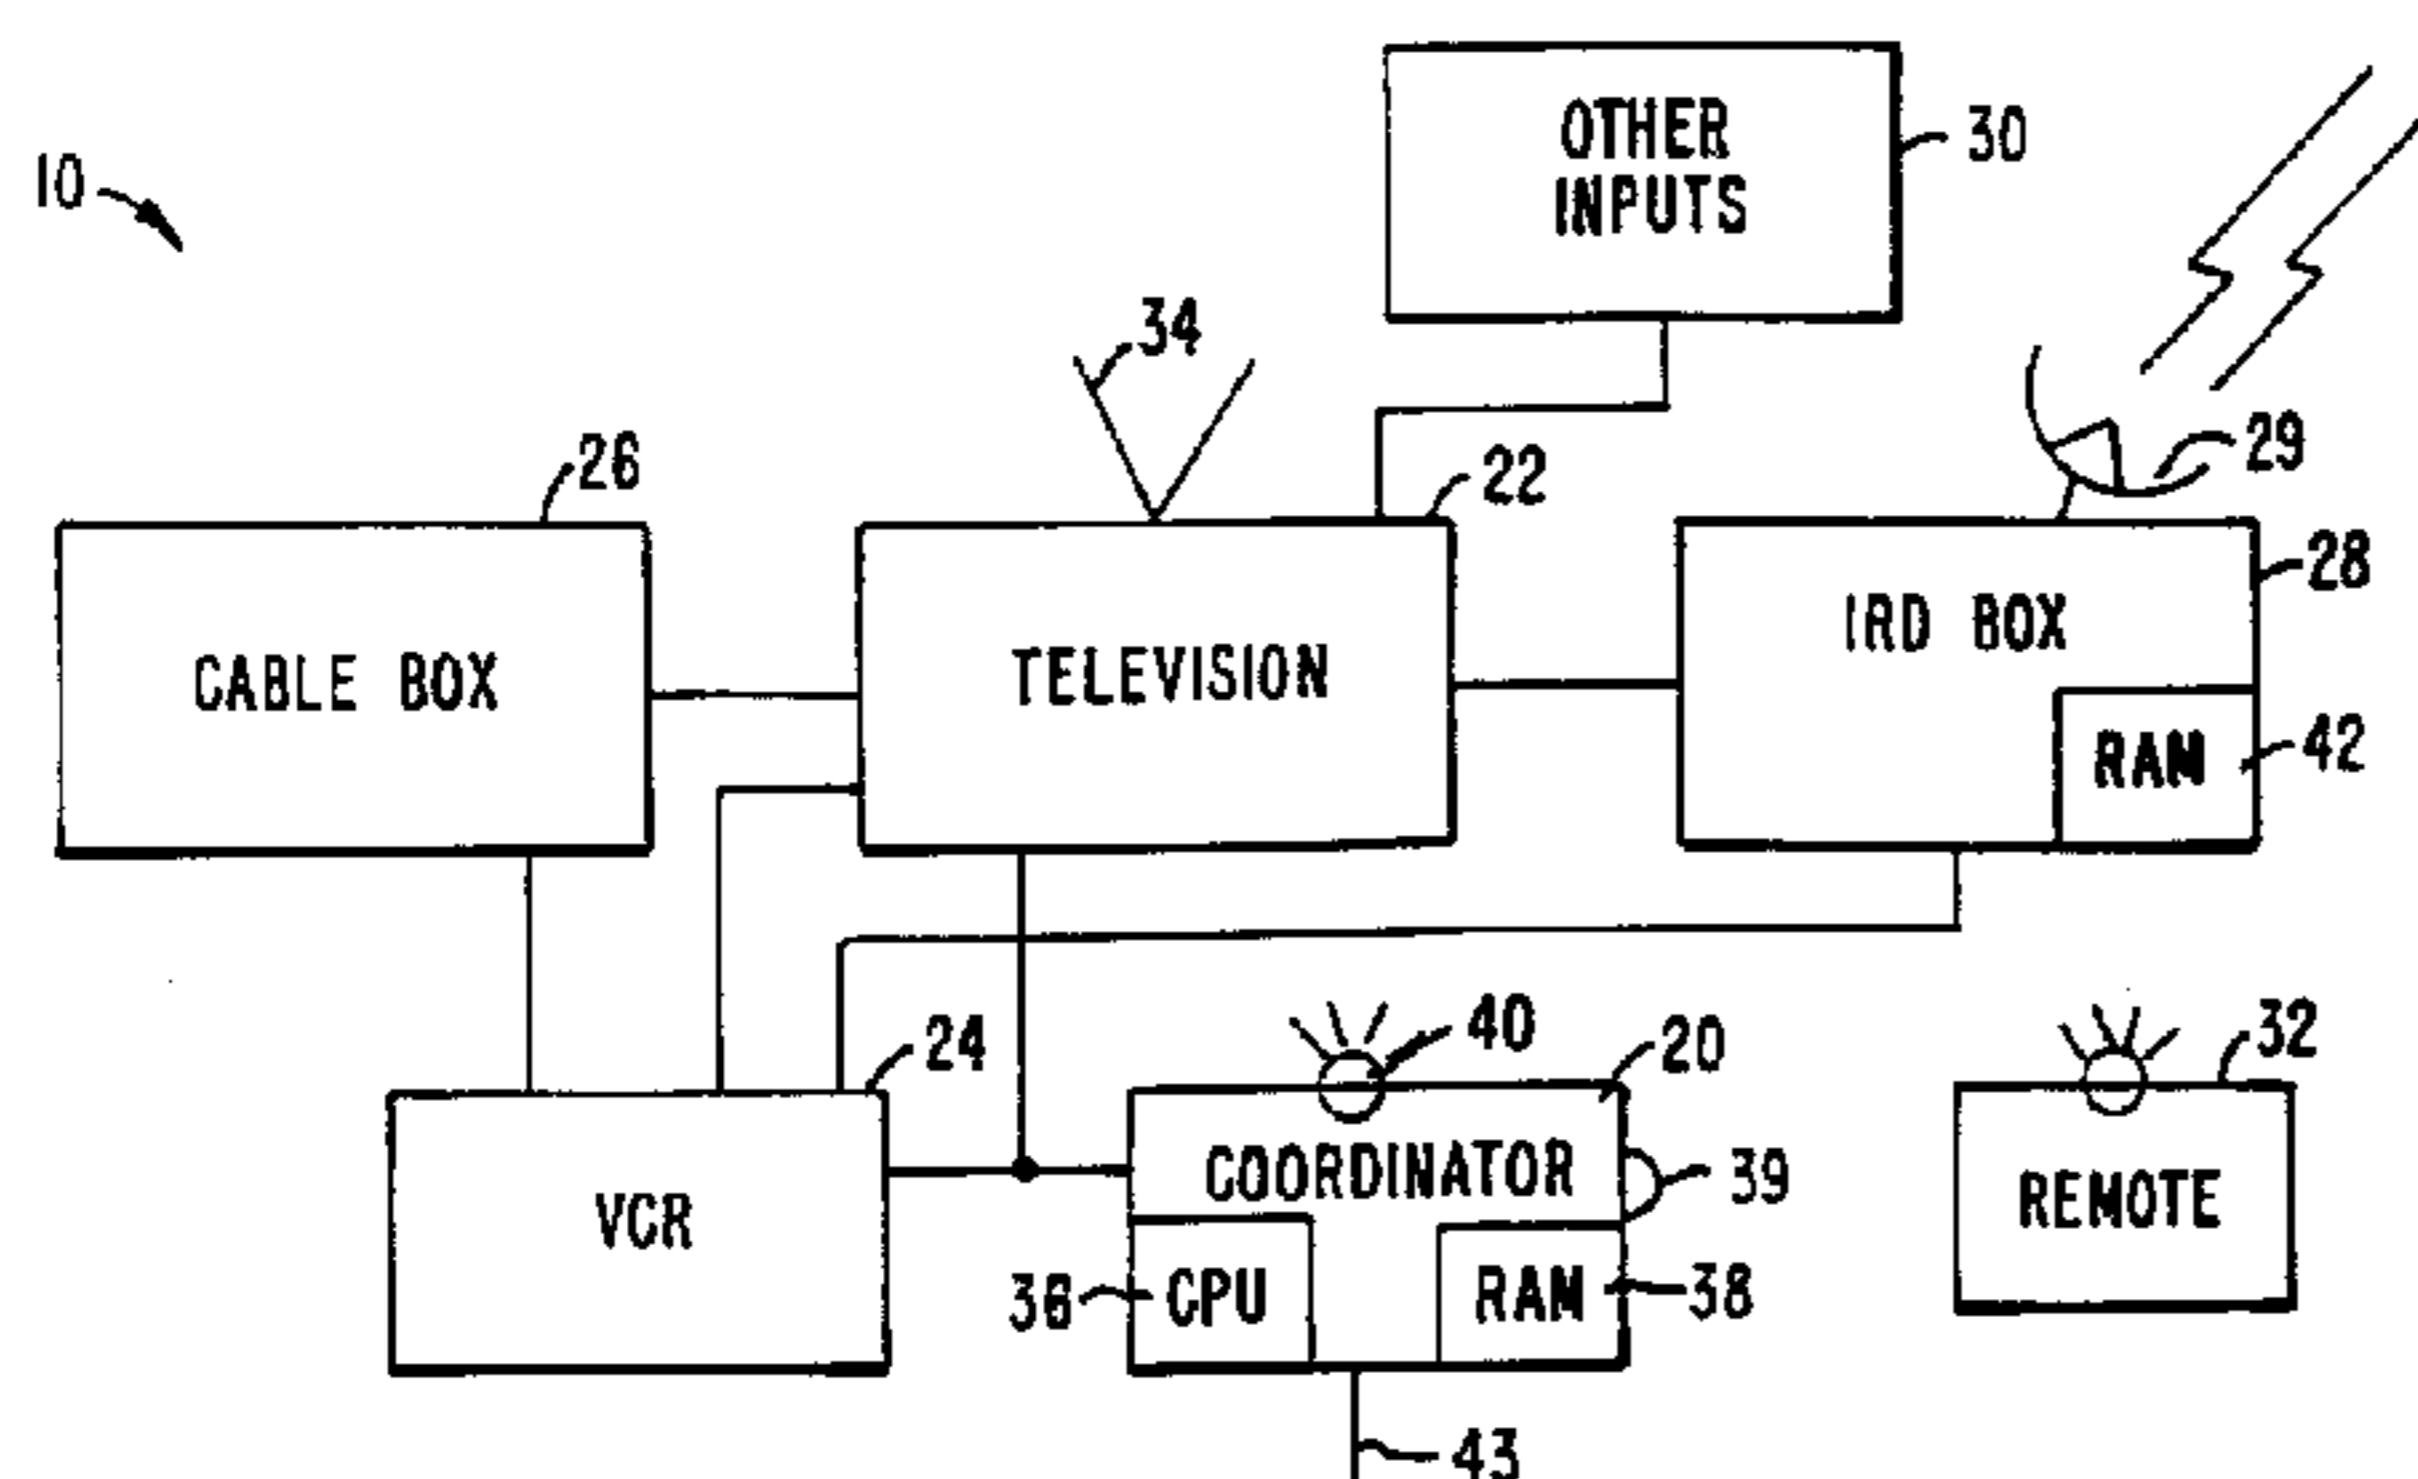 OTHER
INPUTS
30
10
34
29
26
22
28
CABLE BOX
TELEVISION
IRD BOX
RAM
42
24
40
20
32
COORDINATOR
39
VCR
REMOTE
36
CPU
RAM
38
43